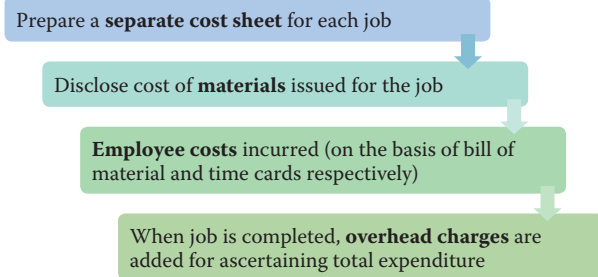 Prepare a separate cost sheet for each job
Disclose cost of materials issued for the job
Employee costs incurred (on the basis of bill of
material and time cards respectively)
When job is completed, overhead charges are
added for ascertaining total expenditure